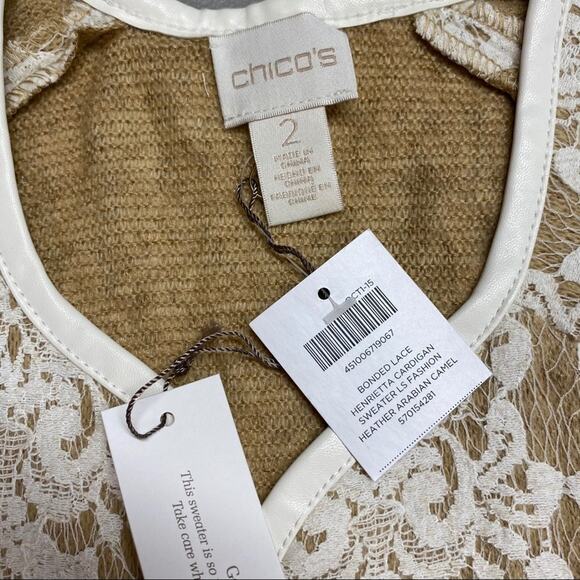 chico's
2
MADE IN
CHINA
HECHO EN
CHINA
FABRIQUÉ EN
CHINE
OCT1-15
451006719067
BONDED LACE
HENRIETTA CARDIGAN
SWEATER LS FASHION
HEATHER ARABIAN CAMEL
570154281
This sweater is so
Take care wh